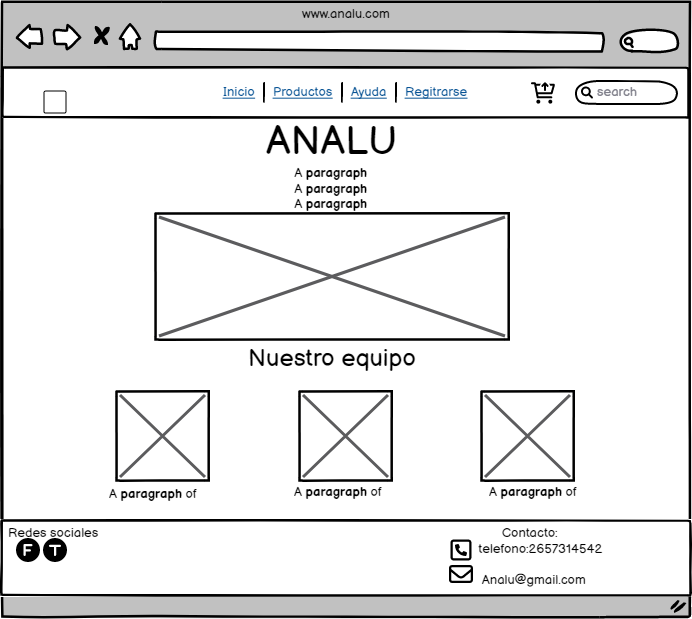 www.analu.com
Inicio Productos Ayuda Regitrarse search
ANALU
A paragraph
A paragraph
A paragraph
Nuestro equipo
A paragraph of A paragraph of A paragraph of
Redes sociales
F T
Contacto:
telefono:2657314542
Analu@gmail.com